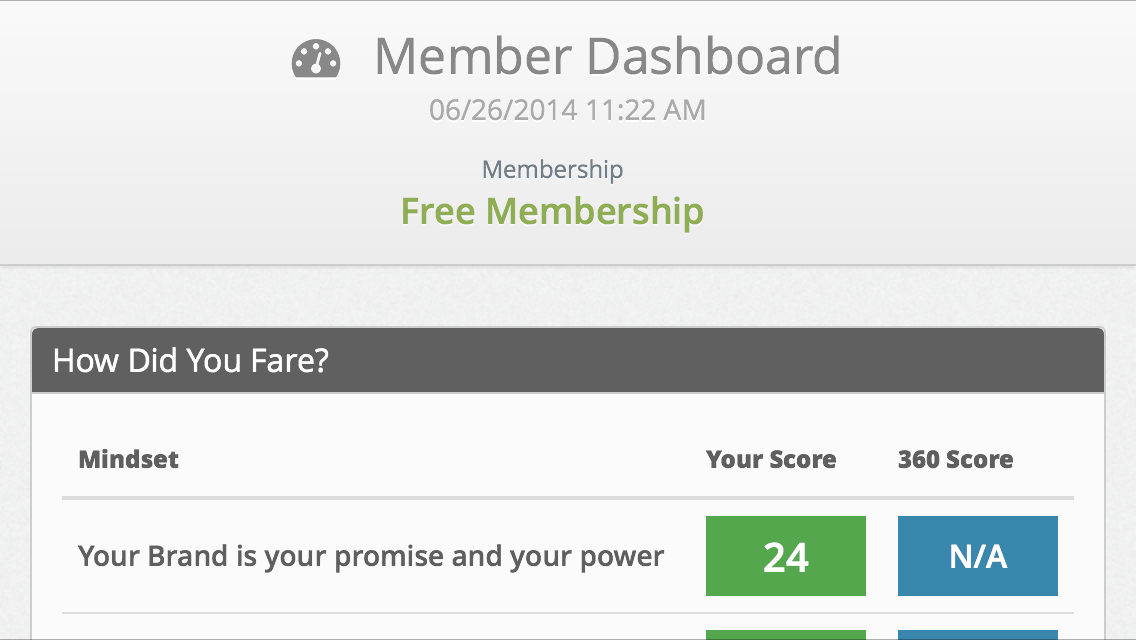 Member Dashboard
06/26/2014 11:22 AM
Membership
Free Membership
How Did You Fare?
Mindset Your Score 360 Score
Your Brand is your promise and your power 24 N/A